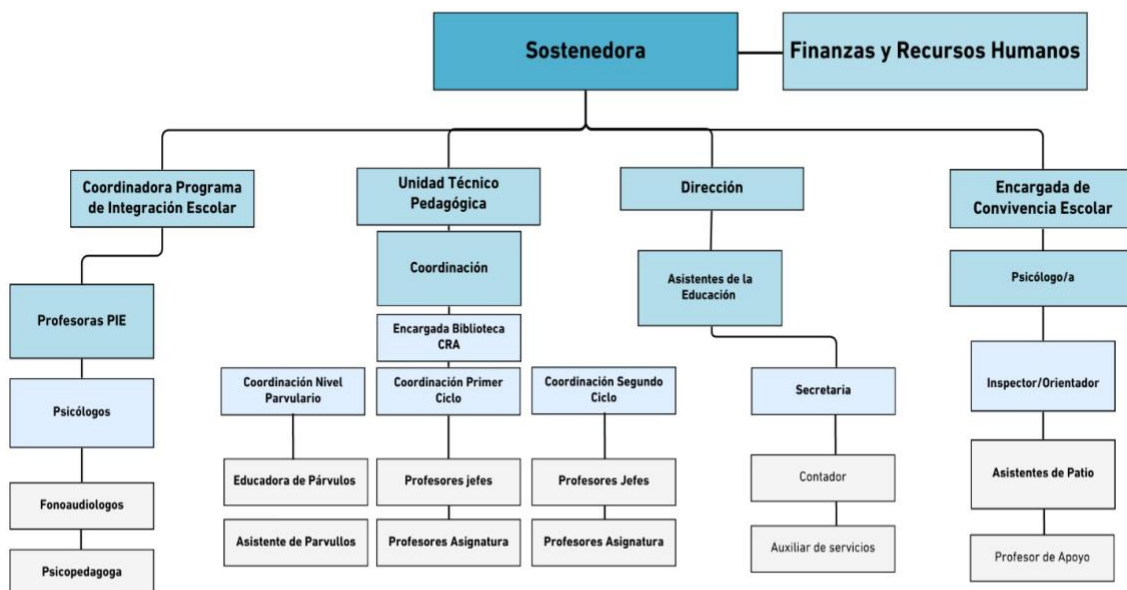 Sostenedora
Finanzas y Recursos Humanos
Coordinadora Programa
de Integración Escolar
Unidad Técnico
Pedagógica
Dirección
Encargada de
Convivencia Escolar
Profesoras PIE
Psicólogos
Fonoaudiologos
Psicopedagoga
Coordinación
Encargada Biblioteca
CRA
Coordinación Nivel
Parvulario
Educadora de Párvulos
Asistente de Parvullos
Coordinación Primer
Ciclo
Profesores jefes
Profesores Asignatura
Coordinación Segundo
Ciclo
Profesores Jefes
Profesores Asignatura
Asistentes de la
Educación
Secretaria
Contador
Auxiliar de servicios
Psicólogo/a
Inspector/Orientador
Asistentes de Patio
Profesor de Apoyo